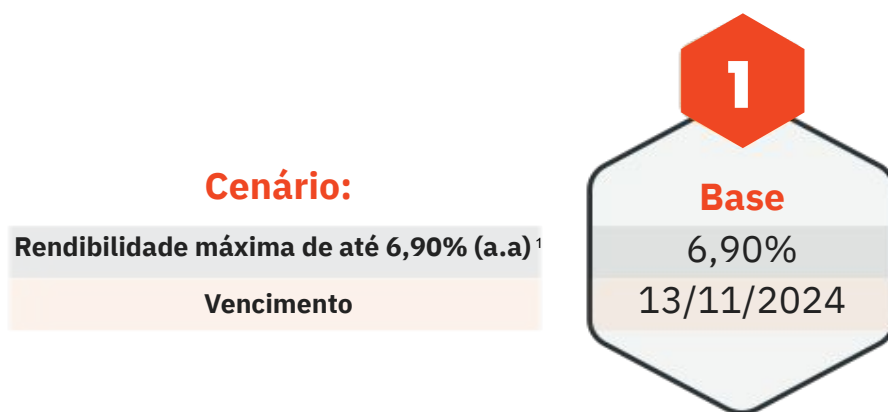 1
Cenário:
Base
Rendibilidade máxima de até 6,90% (a.a) ¹
6,90%
Vencimento
13/11/2024